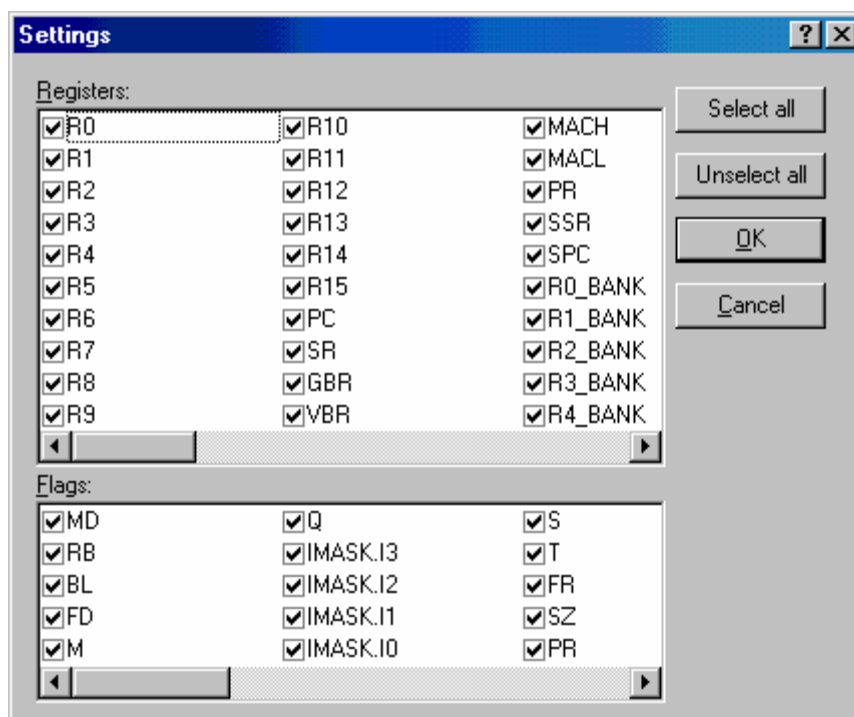 Settings
Registers:
R0 R10 MACH
R1 R11 MACL
R2 R12 PR
R3 R13 SSR
R4 R14 SPC
R5 R15 R0_BANK
R6 PC R1_BANK
R7 SR R2_BANK
R8 GBR R3_BANK
R9 VBR R4_BANK
Select all
Unselect all
OK
Cancel
Flags:
MD Q S
RB IMASK.I3 T
BL IMASK.I2 FR
FD IMASK.I1 SZ
M IMASK.I0 PR